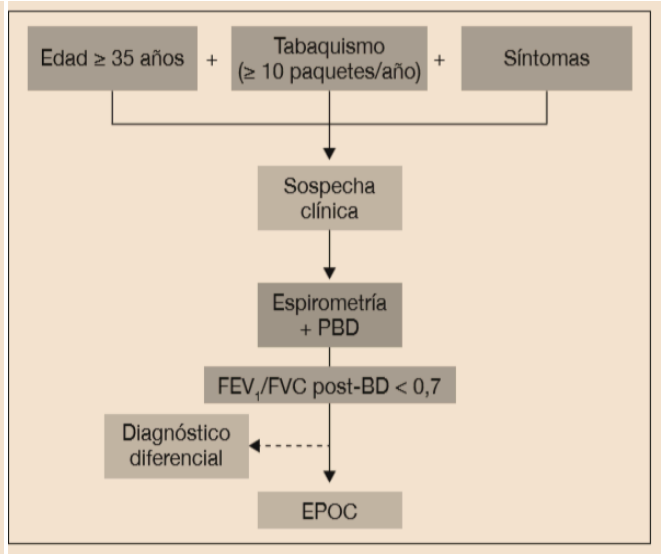 Edad ≥ 35 años + Tabaquismo + Síntomas
(≥ 10 paquetes/año)
Sospecha
clínica
Espirometría
+ PBD
FEV₁/FVC post-BD < 0,7
Diagnóstico
diferencial
EPOC